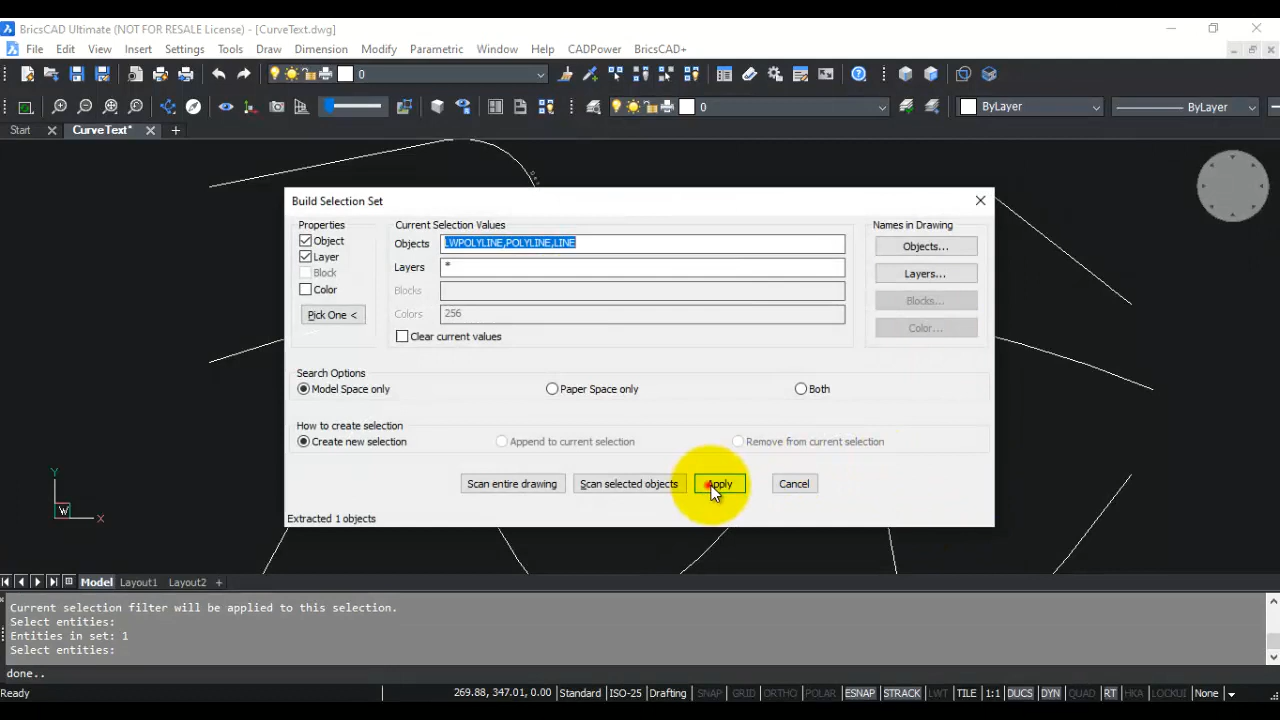 BricsCAD Ultimate (NOT FOR RESALE License) - [CurveText.dwg]
File Edit View Insert Settings Tools Draw Dimension Modify Parametric Window Help CADPower BricsCAD+
0
0 ByLayer ByLayer
Start CurveText*
Build Selection Set
Properties
Object
Layer
Block
Color
Pick One <
Current Selection Values
Objects LWPOLYLINE,POLYLINE,LINE
Layers *
Blocks
Colors 256
Clear current values
Names in Drawing
Objects...
Layers...
Blocks...
Color...
Search Options
Model Space only Paper Space only Both
How to create selection
Create new selection Append to current selection Remove from current selection
Scan entire drawing Scan selected objects Apply Cancel
Extracted 1 objects
Y
W X
Model Layout1 Layout2 +
Current selection filter will be applied to this selection.
Select entities:
Entities in set: 1
Select entities:
done..
Ready 269.88, 347.01, 0.00 Standard ISO-25 Drafting SNAP GRID ORTHO POLAR ESNAP STRACK LWT TILE 1:1 DUCS DYN QUAD RT HKA LOCKUI None